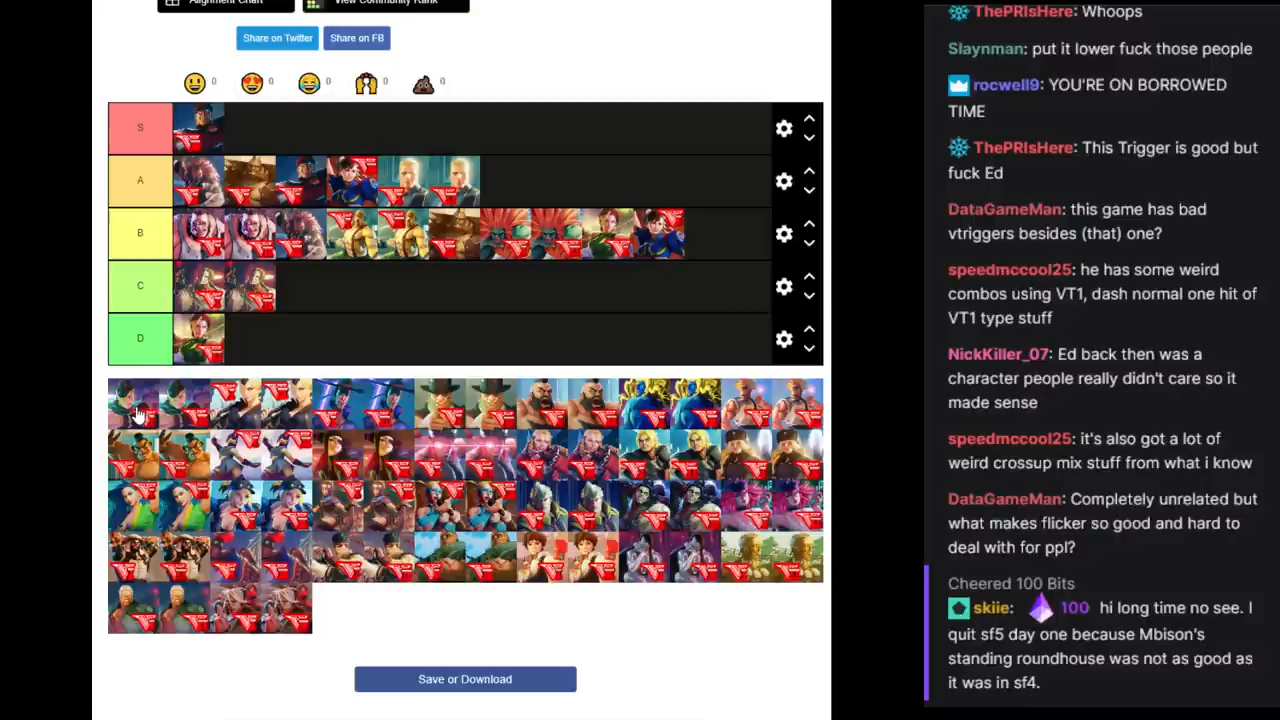 Alignment Chart
View Community Rank
Share on Twitter
Share on FB
0
0
0
0
0
S
A
B
C
D
Save or Download
ThePRIsHere: Whoops
Slaynman: put it lower fuck those people
rocwell9: YOU'RE ON BORROWED
TIME
ThePRIsHere: This Trigger is good but
fuck Ed
DataGameMan: this game has bad
vtriggers besides (that) one?
speedmccool25: he has some weird
combos using VT1, dash normal one hit of
VT1 type stuff
NickKiller_07: Ed back then was a
character people really didn't care so it
made sense
speedmccool25: it's also got a lot of
weird crossup mix stuff from what i know
DataGameMan: Completely unrelated but
what makes flicker so good and hard to
deal with for ppl?
Cheered 100 Bits
skiie: 100 hi long time no see. I
quit sf5 day one because Mbison's
standing roundhouse was not as good as
it was in sf4.